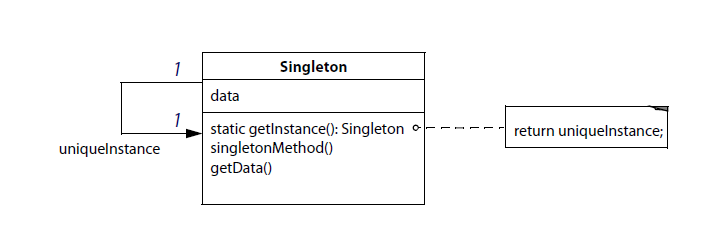 Singleton
1
data
1
static getInstance(): Singleton
return uniqueInstance;
uniqueInstance
singletonMethod()
getData()